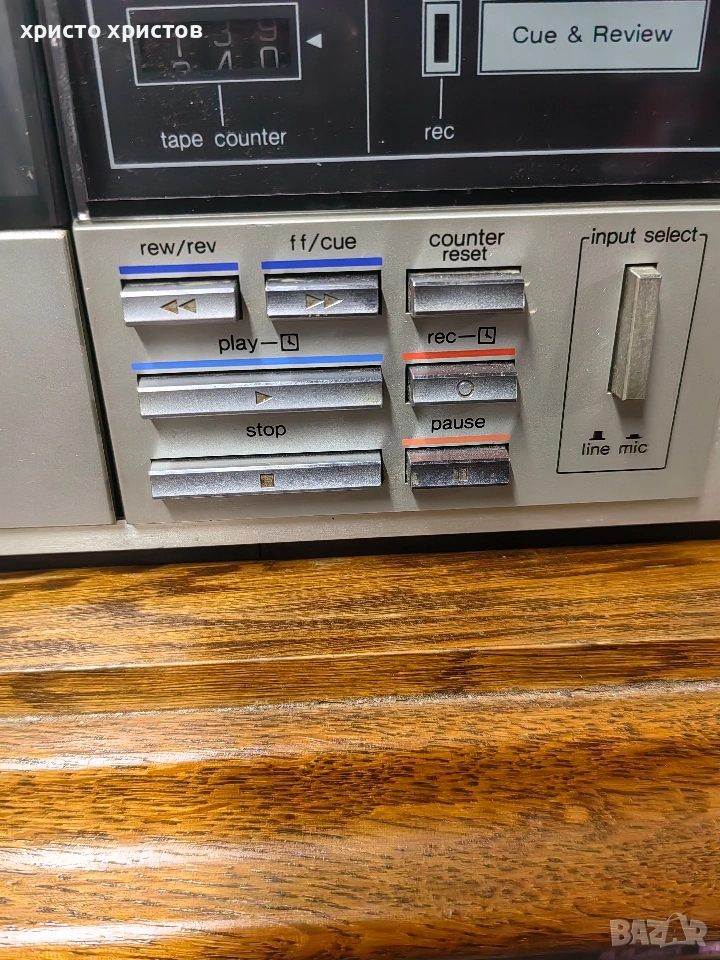 христо христов
Cue & Review
tape counter
rec
rew/rev
ff/cue
counter
reset
input select
play
rec
stop
pause
line mic
BAZAR